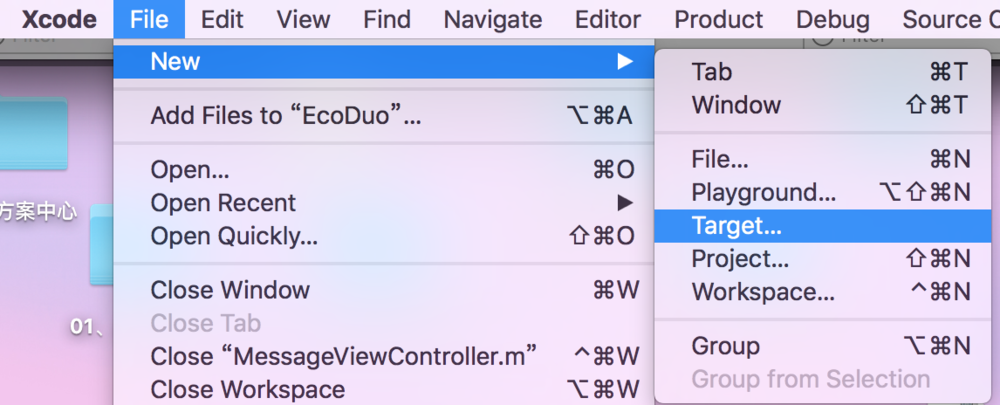 Xcode File Edit View Find Navigate Editor Product Debug Source C
New ▶
Add Files to “EcoDuo”... ⌥⌘A
Open... ⌘O
Open Recent ▶
Open Quickly... ⇧⌘O
Close Window ⌘W
Close Tab
Close “MessageViewController.m” ^⌘W
Close Workspace ⌥⌘W
Tab ⌘T
Window ⇧⌘T
File... ⌘N
Playground... ⌥⇧⌘N
Target...
Project... ⇧⌘N
Workspace... ^⌘N
Group ⌥⌘N
Group from Selection
方案中心
01、